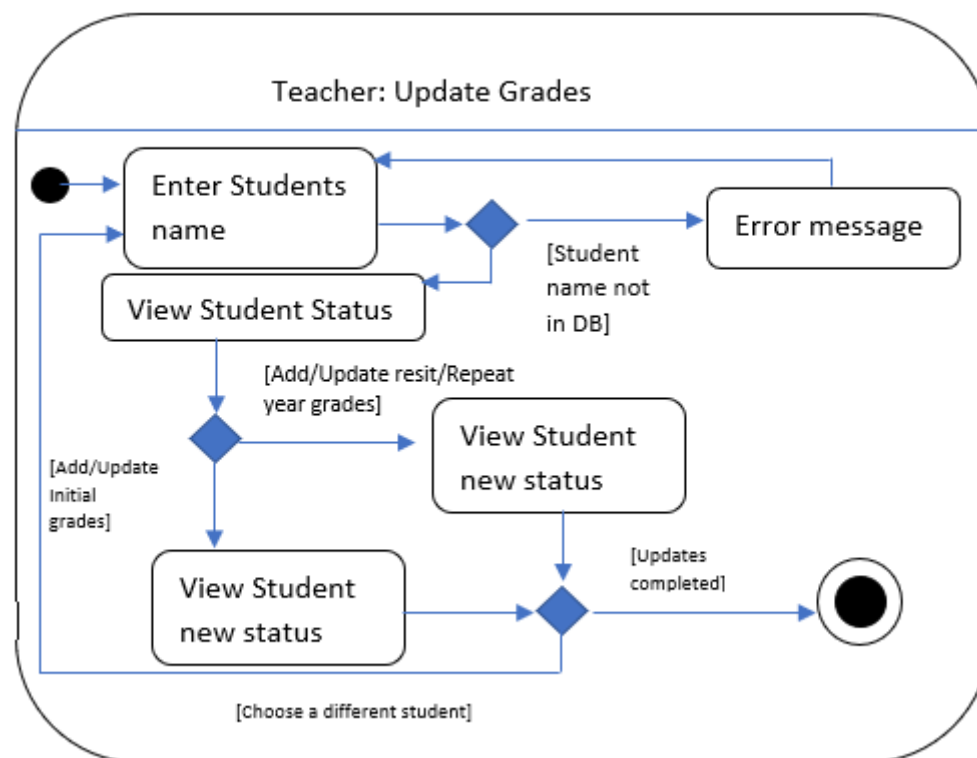 Teacher: Update Grades
Enter Students
name
Error message
[Student
name not
in DB]
View Student Status
[Add/Update resit/Repeat
year grades]
View Student
new status
[Add/Update
Initial
grades]
View Student
new status
[Updates
completed]
[Choose a different student]